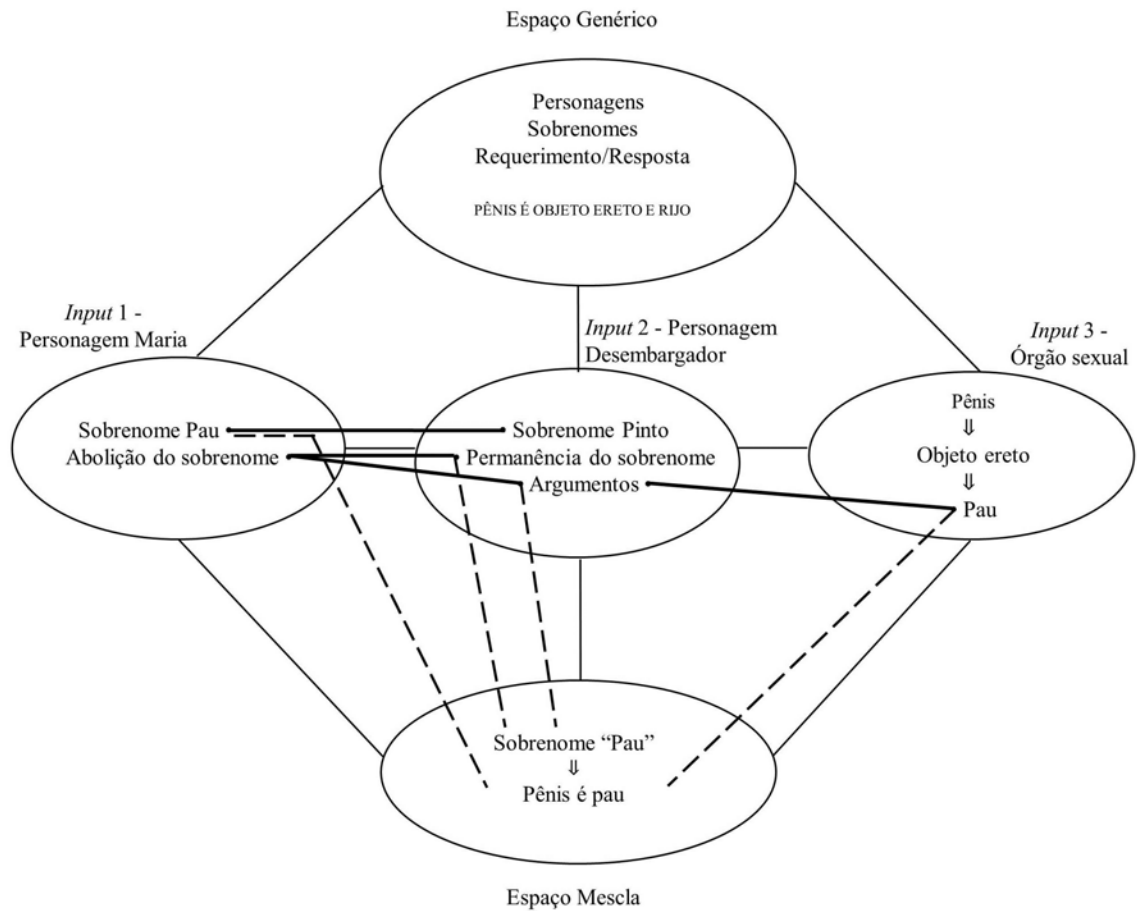 Espaço Genérico
Personagens
Sobrenomes
Requerimento/Resposta
PÊNIS É OBJETO ERETO E RIJO
Input 1 -
Personagem Maria
Input 2 - Personagem
Desembargador
Input 3 -
Órgão sexual
Sobrenome Pau
Abolição do sobrenome
Sobrenome Pinto
Permanência do sobrenome
Argumentos
Pênis
⇓
Objeto ereto
⇓
Pau
Sobrenome “Pau”
⇓
Pênis é pau
Espaço Mescla